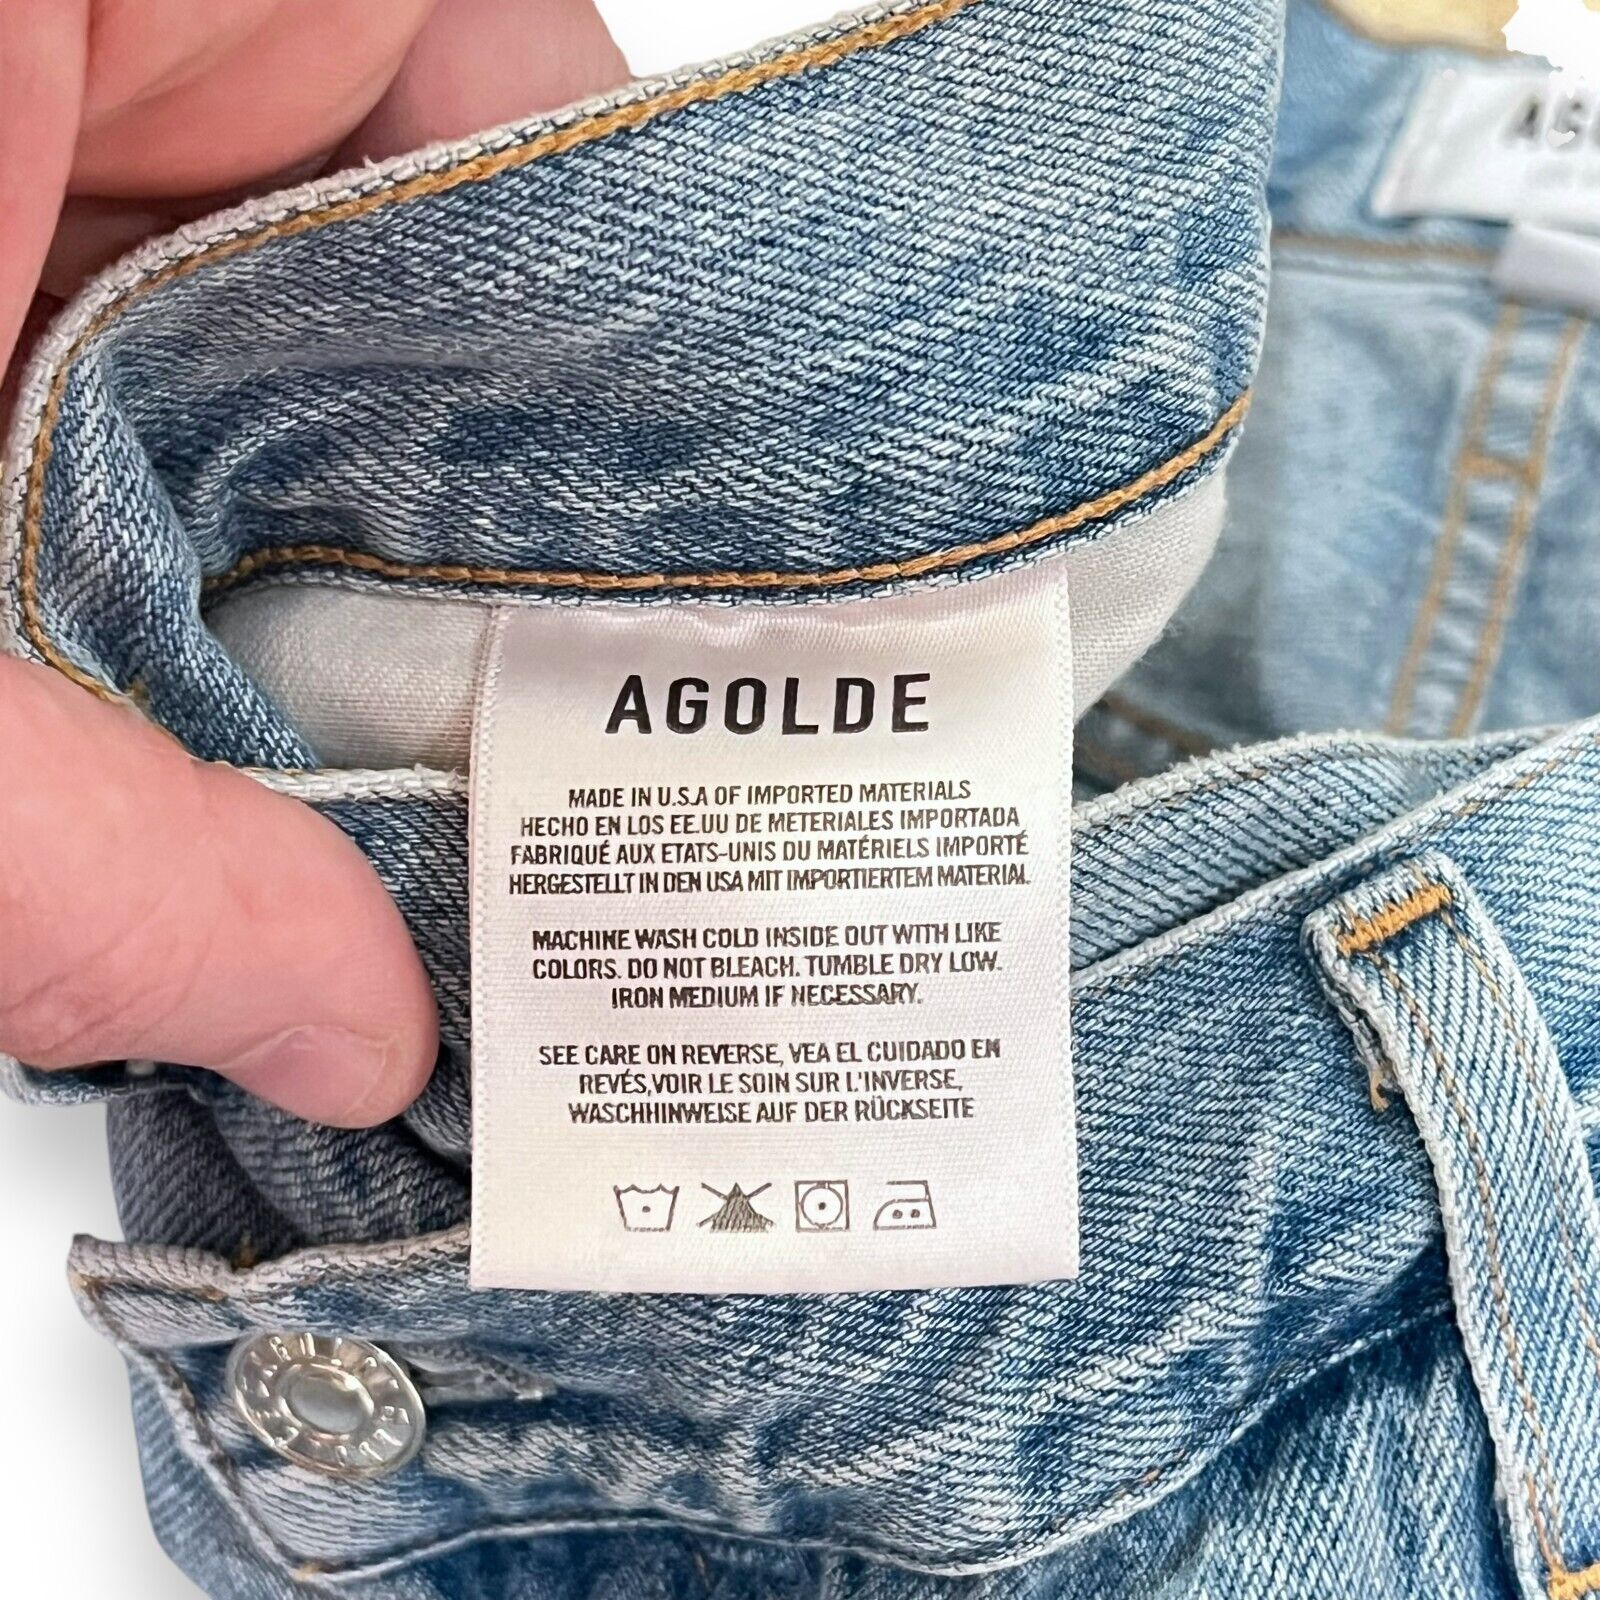 AGOLDE
MADE IN U.S.A OF IMPORTED MATERIALS
HECHO EN LOS EE.UU DE METERIALES IMPORTADA
FABRIQUÉ AUX ETATS-UNIS DU MATÉRIELS IMPORTÉ
HERGESTELLT IN DEN USA MIT IMPORTIERTEM MATERIAL.
MACHINE WASH COLD INSIDE OUT WITH LIKE
COLORS. DO NOT BLEACH. TUMBLE DRY LOW.
IRON MEDIUM IF NECESSARY.
SEE CARE ON REVERSE, VEA EL CUIDADO EN
REVÉS,VOIR LE SOIN SUR L'INVERSE,
WASCHHINWEISE AUF DER RÜCKSEITE